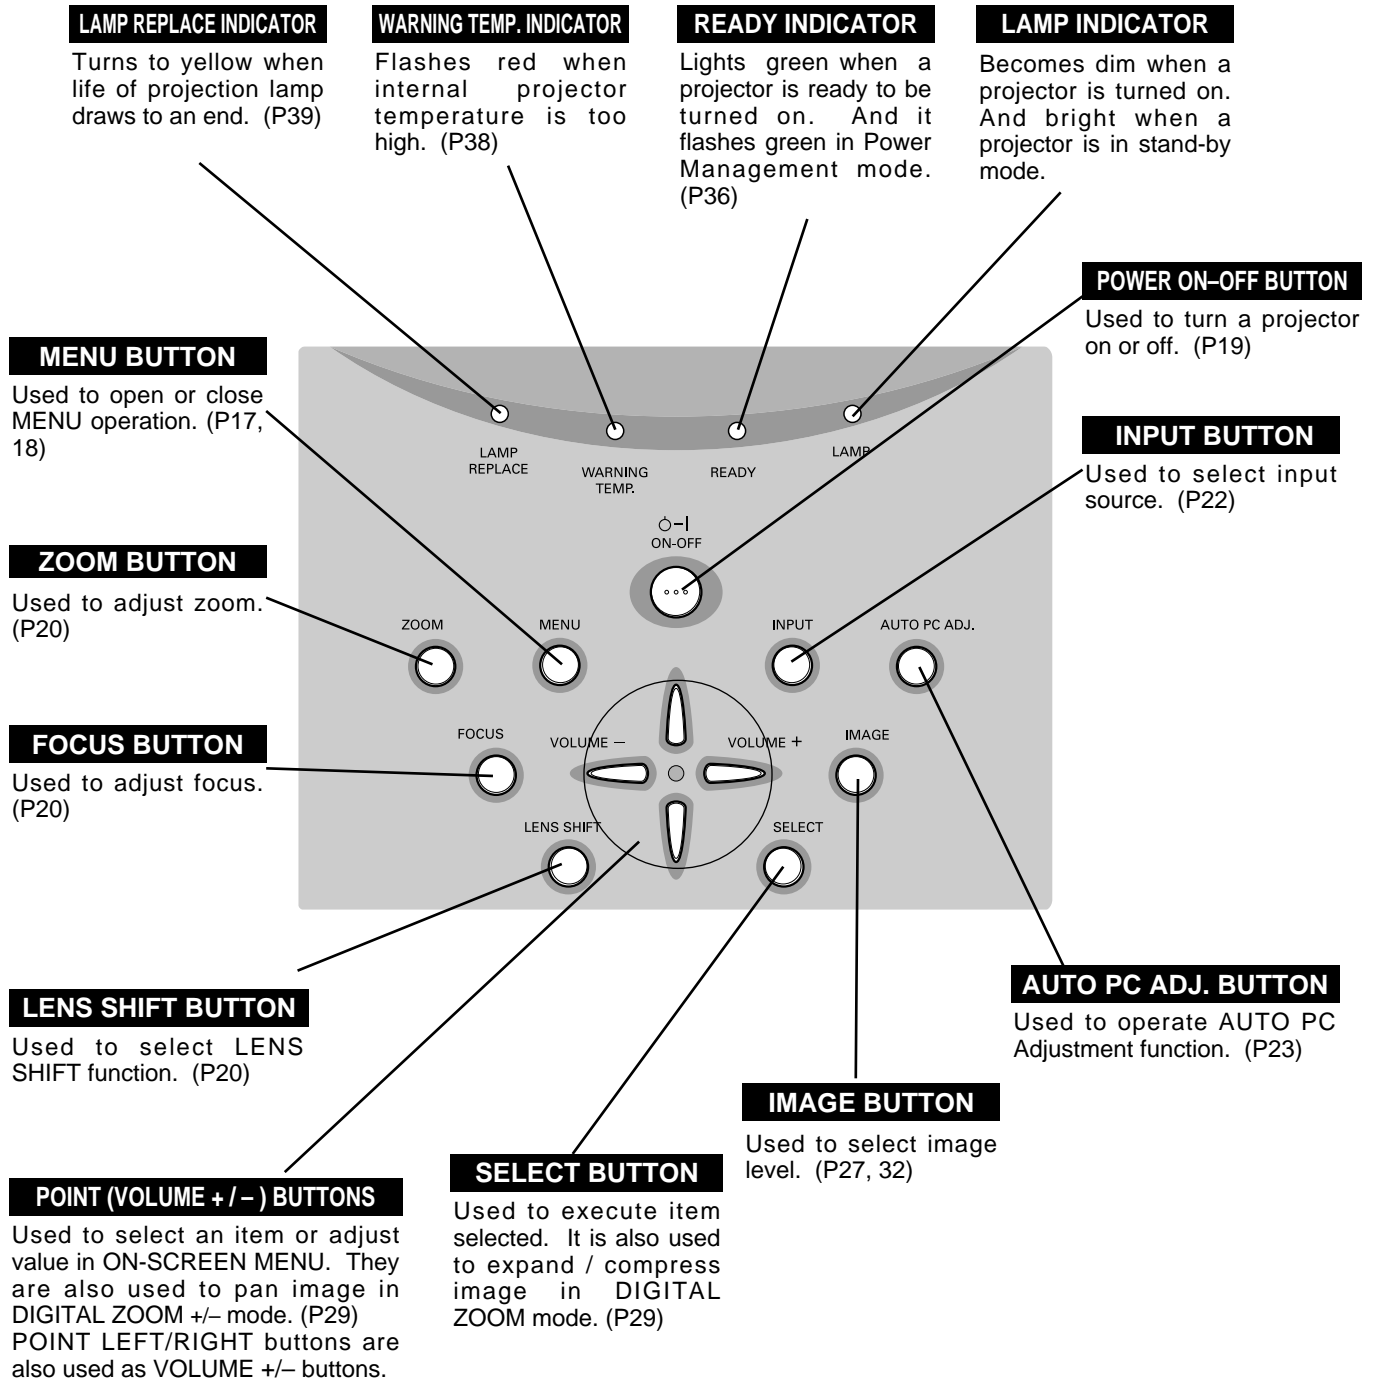 LAMP REPLACE INDICATOR
Turns to yellow when
life of projection lamp
draws to an end. (P39)
WARNING TEMP. INDICATOR
Flashes red when
internal projector
temperature is too
high. (P38)
READY INDICATOR
Lights green when a
projector is ready to be
turned on. And it
flashes green in Power
Management mode.
(P36)
LAMP INDICATOR
Becomes dim when a
projector is turned on.
And bright when a
projector is in stand-by
mode.
POWER ON–OFF BUTTON
Used to turn a projector
on or off. (P19)
MENU BUTTON
Used to open or close
MENU operation. (P17,
18)
INPUT BUTTON
Used to select input
source. (P22)
LAMP
REPLACE
WARNING
TEMP.
READY
LAMP
ON-OFF
ZOOM BUTTON
Used to adjust zoom.
(P20)
ZOOM
MENU
INPUT
AUTO PC ADJ.
FOCUS BUTTON
Used to adjust focus.
(P20)
FOCUS
VOLUME –
VOLUME +
IMAGE
LENS SHIFT
SELECT
LENS SHIFT BUTTON
Used to select LENS
SHIFT function. (P20)
AUTO PC ADJ. BUTTON
Used to operate AUTO PC
Adjustment function. (P23)
IMAGE BUTTON
Used to select image
level. (P27, 32)
SELECT BUTTON
Used to execute item
selected. It is also used
to expand / compress
image in DIGITAL
ZOOM mode. (P29)
POINT (VOLUME + / – ) BUTTONS
Used to select an item or adjust
value in ON-SCREEN MENU. They
are also used to pan image in
DIGITAL ZOOM +/– mode. (P29)
POINT LEFT/RIGHT buttons are
also used as VOLUME +/– buttons.